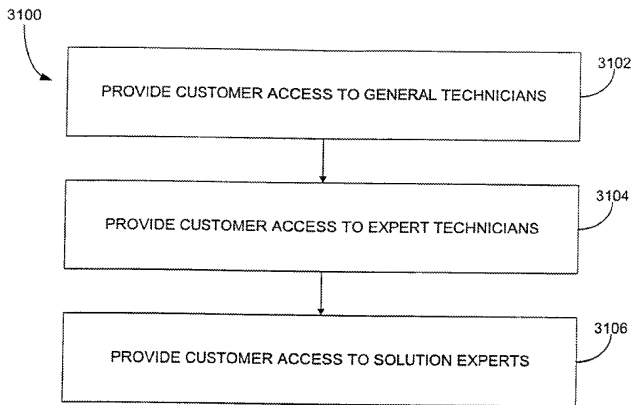 3100
3102
PROVIDE CUSTOMER ACCESS TO GENERAL TECHNICIANS
3104
PROVIDE CUSTOMER ACCESS TO EXPERT TECHNICIANS
3106
PROVIDE CUSTOMER ACCESS TO SOLUTION EXPERTS